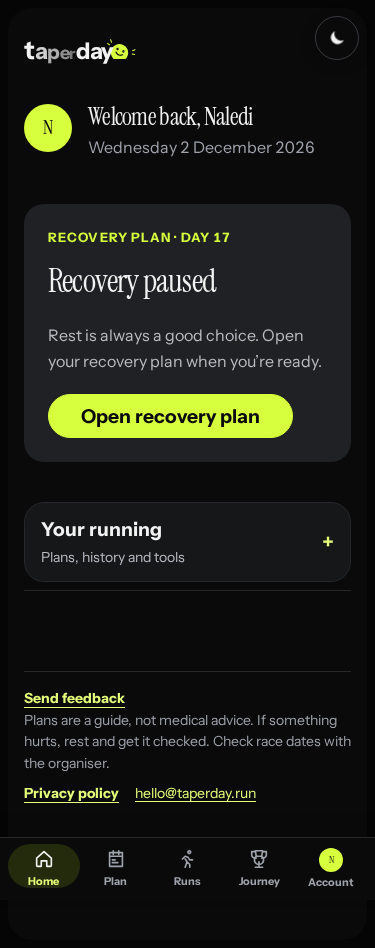 taperday
N
Welcome back, Naledi
Wednesday 2 December 2026
RECOVERY PLAN · DAY 17
Recovery paused
Rest is always a good choice. Open
your recovery plan when you're ready.
Open recovery plan
Your running
Plans, history and tools
+
Send feedback
Plans are a guide, not medical advice. If something
hurts, rest and get it checked. Check race dates with
the organiser.
Privacy policy hello@taperday.run
Home Plan Runs Journey N Account